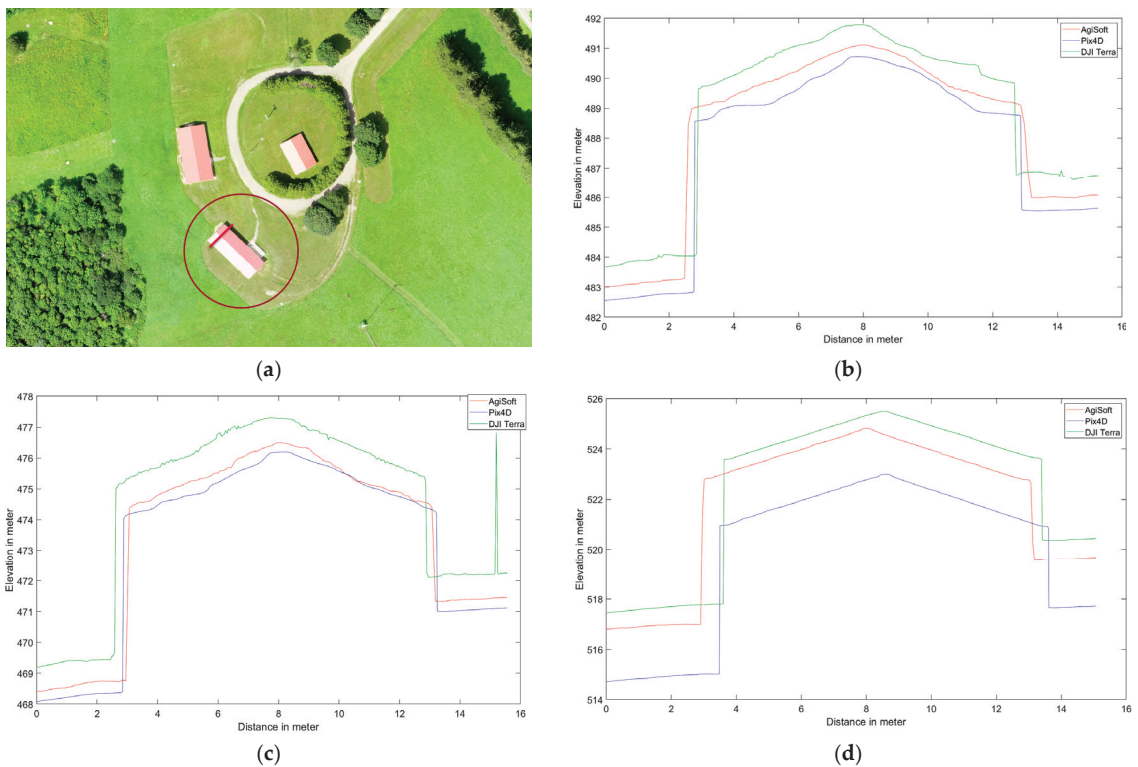 (a)
492
491
490
489
488
487
486
485
484
483
482
Elevation in meter
0 2 4 6 8 10 12 14 16
Distance in meter
AgiSoft
Pix4D
DJI Terra
(b)
478
477
476
475
474
473
472
471
470
469
468
Elevation in meter
0 2 4 6 8 10 12 14 16
Distance in meter
AgiSoft
Pix4D
DJI Terra
(c)
526
524
522
520
518
516
514
Elevation in meter
0 2 4 6 8 10 12 14 16
Distance in meter
AgiSoft
Pix4D
DJI Terra
(d)